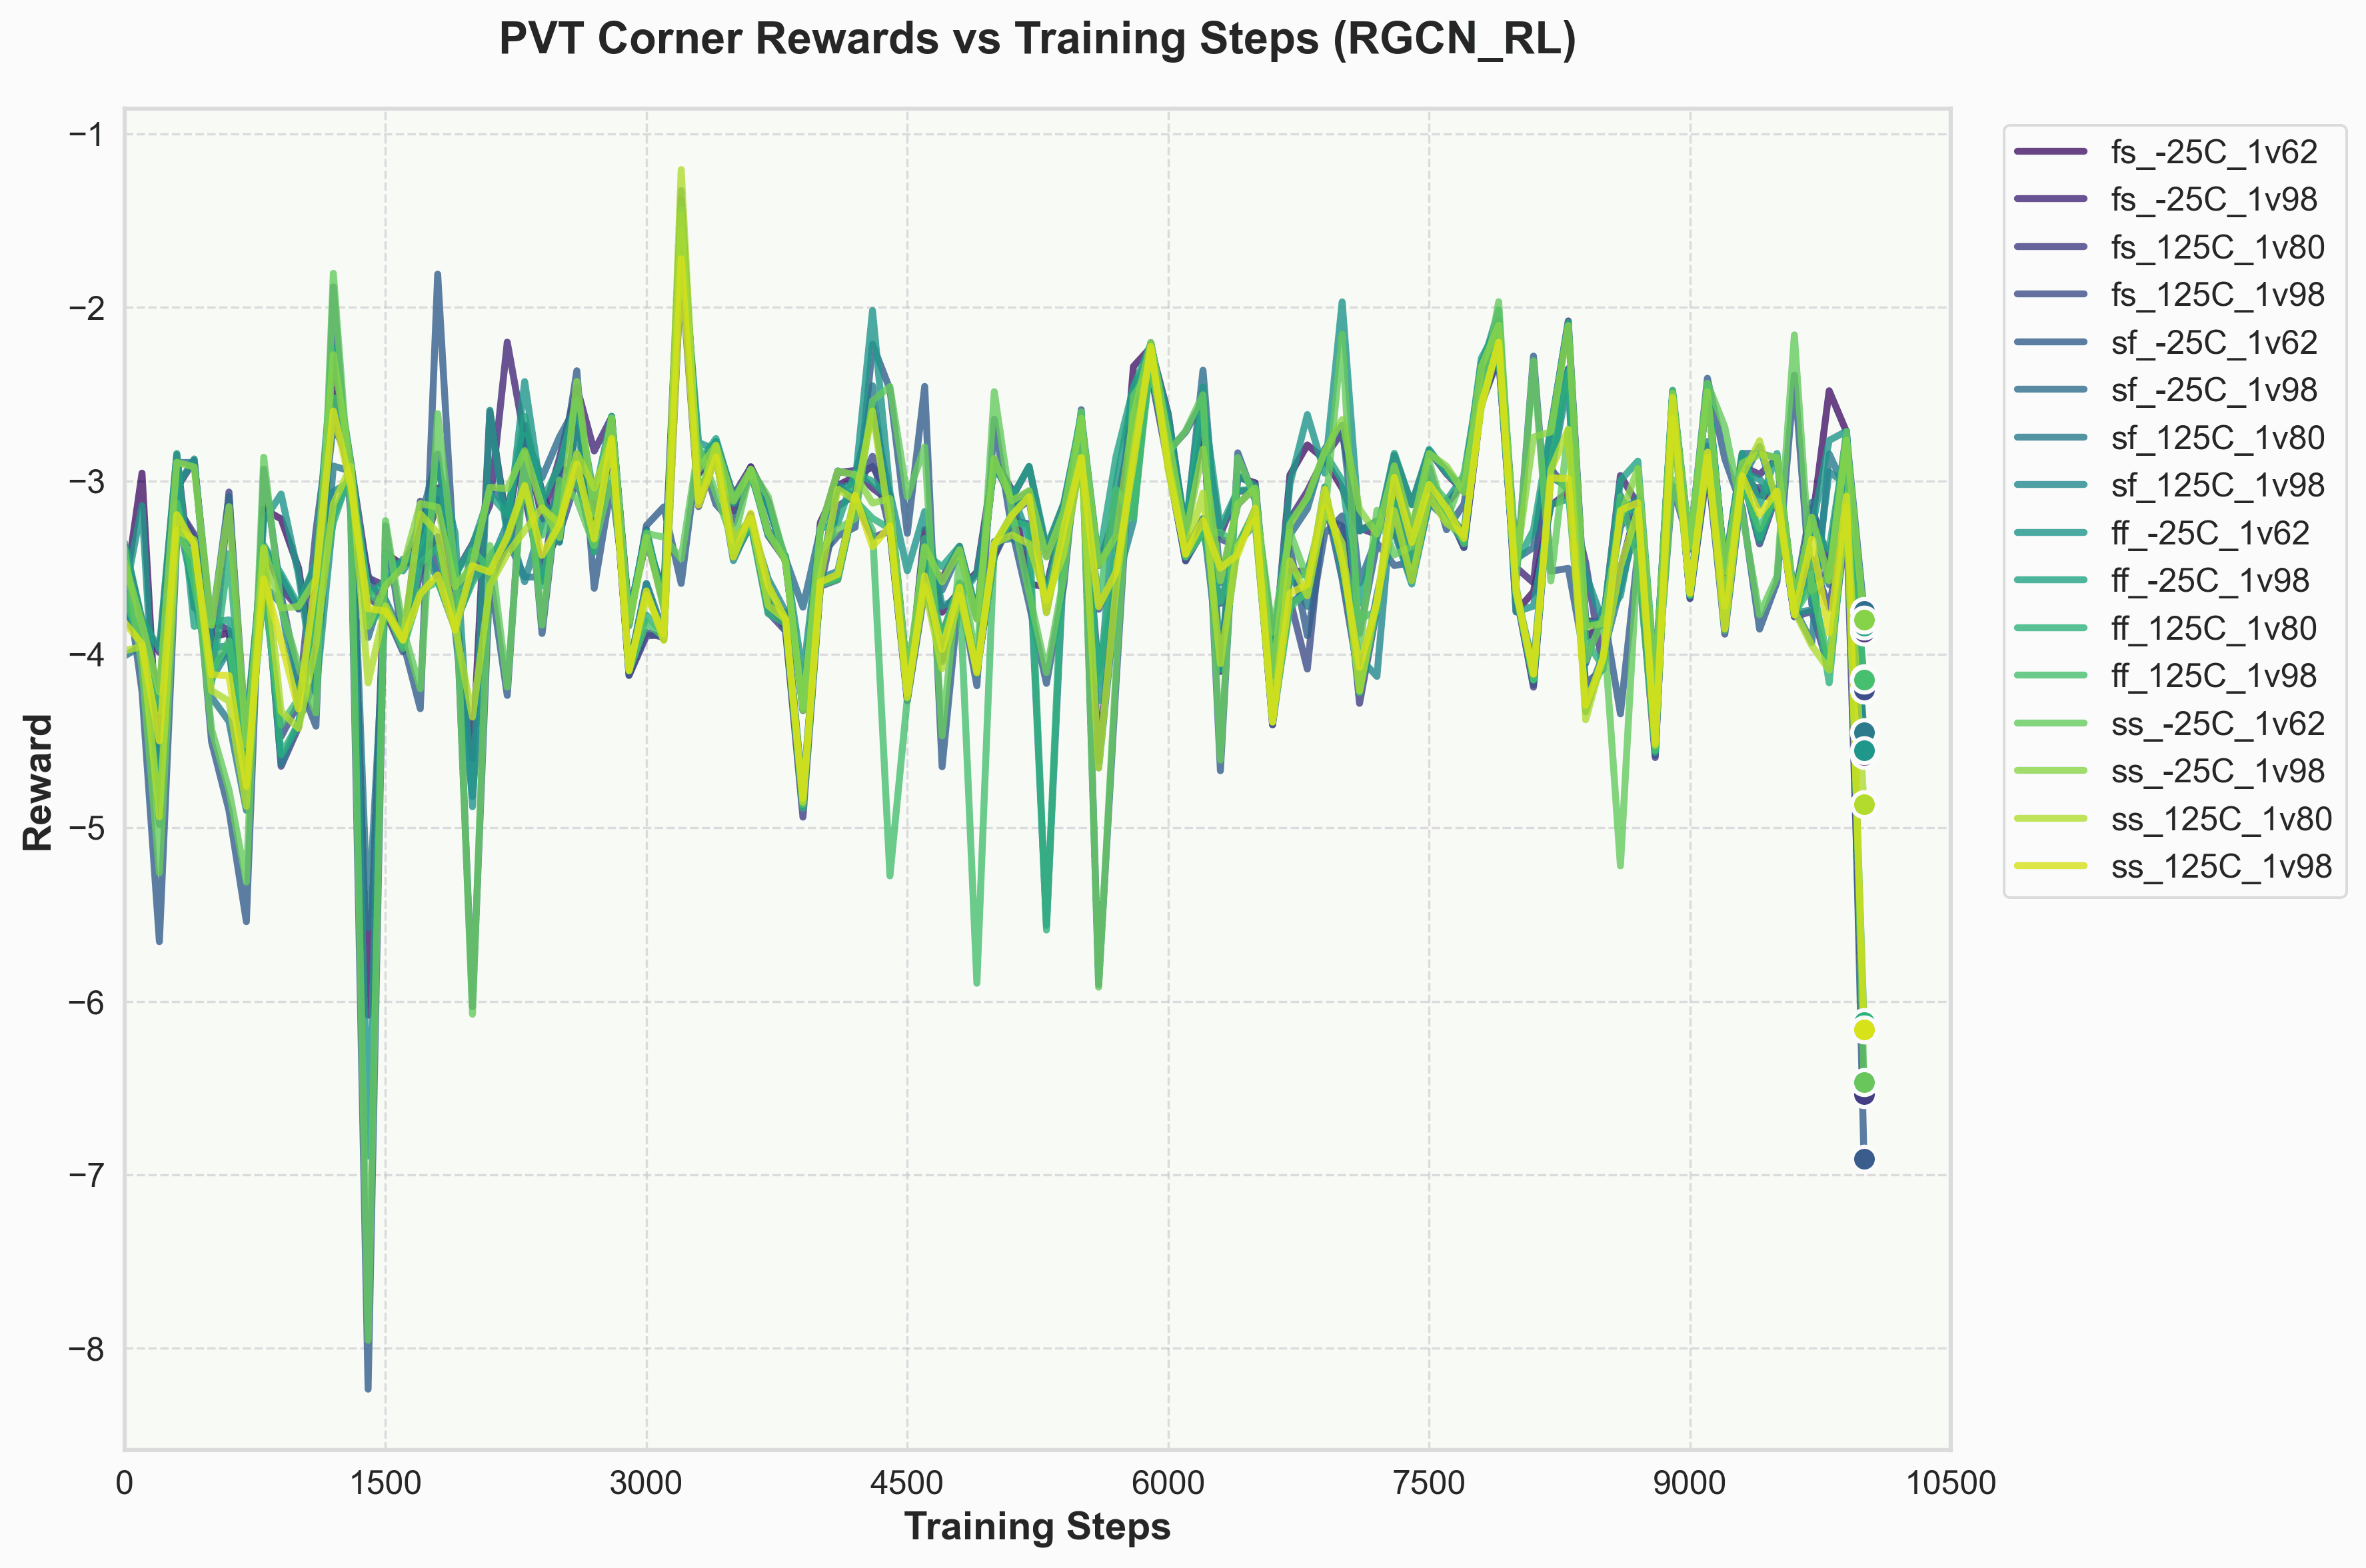 PVT Corner Rewards vs Training Steps (RGCN_RL)
−1
−2
−3
−4
−5
−6
−7
−8
Reward
0
1500
3000
4500
6000
7500
9000
10500
Training Steps
fs_-25C_1v62
fs_-25C_1v98
fs_125C_1v80
fs_125C_1v98
sf_-25C_1v62
sf_-25C_1v98
sf_125C_1v80
sf_125C_1v98
ff_-25C_1v62
ff_-25C_1v98
ff_125C_1v80
ff_125C_1v98
ss_-25C_1v62
ss_-25C_1v98
ss_125C_1v80
ss_125C_1v98